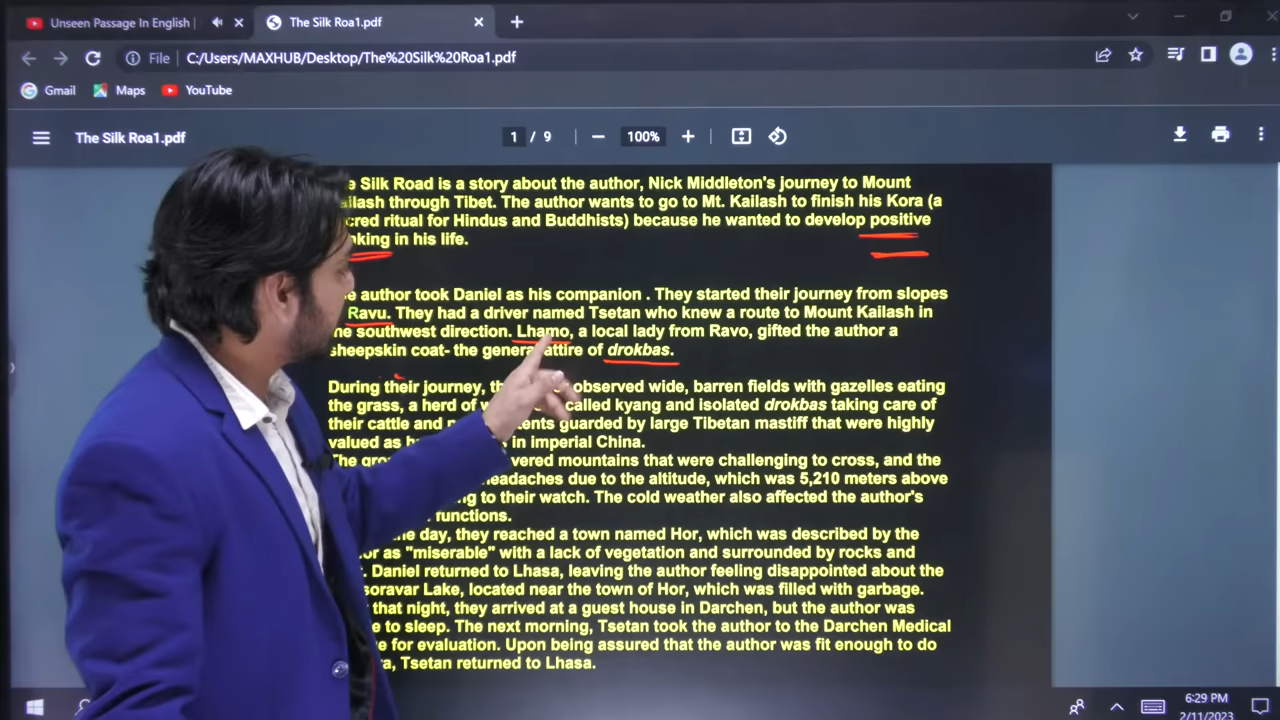 Unseen Passage In English
The Silk Roa1.pdf
File C:/Users/MAXHUB/Desktop/The%20Silk%20Roa1.pdf
Gmail Maps YouTube
The Silk Roa1.pdf 1 / 9 100%
Silk Road is a story about the author, Nick Middleton's journey to Mount
through Tibet. The author wants to go to Mt. Kailash to finish his Kora (a
ritual for Hindus and Buddhists) because he wanted to develop positive
in his life.
author took Daniel as his companion . They started their journey from slopes
Ravu. They had a driver named Tsetan who knew a route to Mount Kailash in
southwest direction. Lhamo, a local lady from Ravo, gifted the author a
sheepskin coat- the general attire of drokbas.
During their journey, observed wide, barren fields with gazelles eating
the grass, a herd of called kyang and isolated drokbas taking care of
their cattle and tents guarded by large Tibetan mastiff that were highly
valued as in imperial China.
The mountains that were challenging to cross, and the
headaches due to the altitude, which was 5,210 meters above
to their watch. The cold weather also affected the author's
functions.
day, they reached a town named Hor, which was described by the
as "miserable" with a lack of vegetation and surrounded by rocks and
Daniel returned to Lhasa, leaving the author feeling disappointed about the
Lake, located near the town of Hor, which was filled with garbage.
that night, they arrived at a guest house in Darchen, but the author was
to sleep. The next morning, Tsetan took the author to the Darchen Medical
for evaluation. Upon being assured that the author was fit enough to do
Tsetan returned to Lhasa.
6:29 PM
2/11/2023